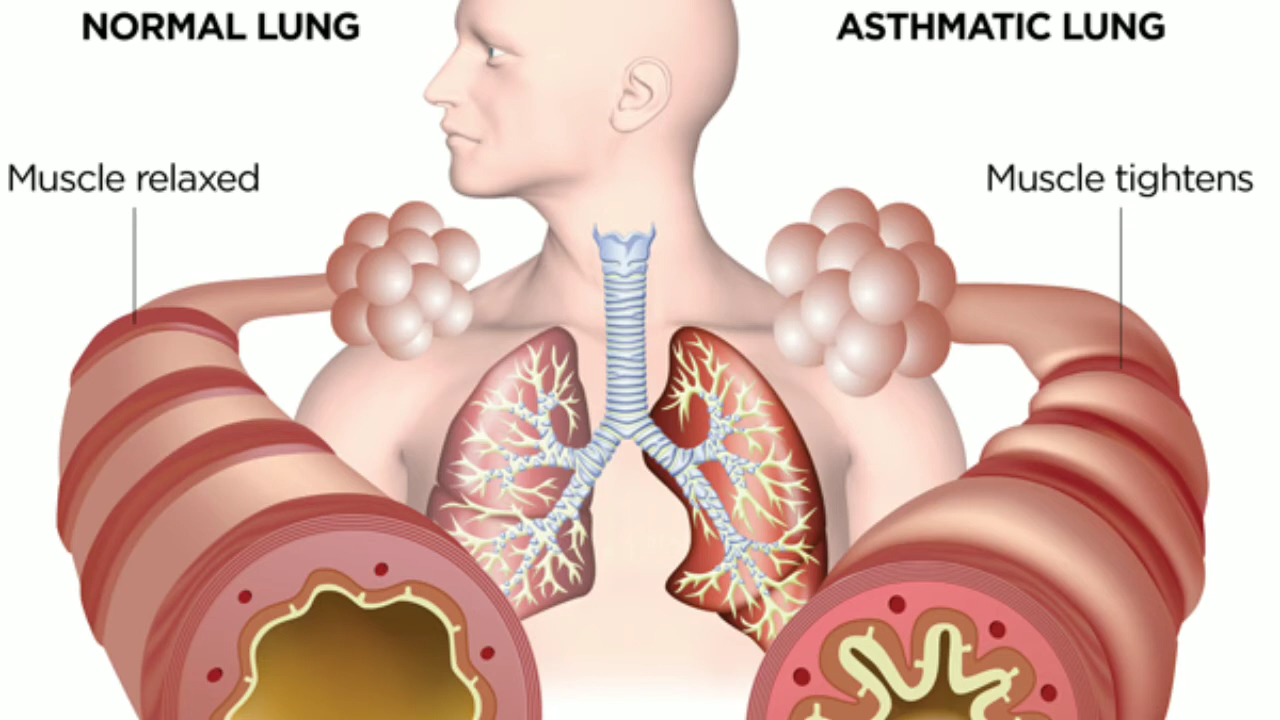 NORMAL LUNG
ASTHMATIC LUNG
Muscle relaxed
Muscle tightens